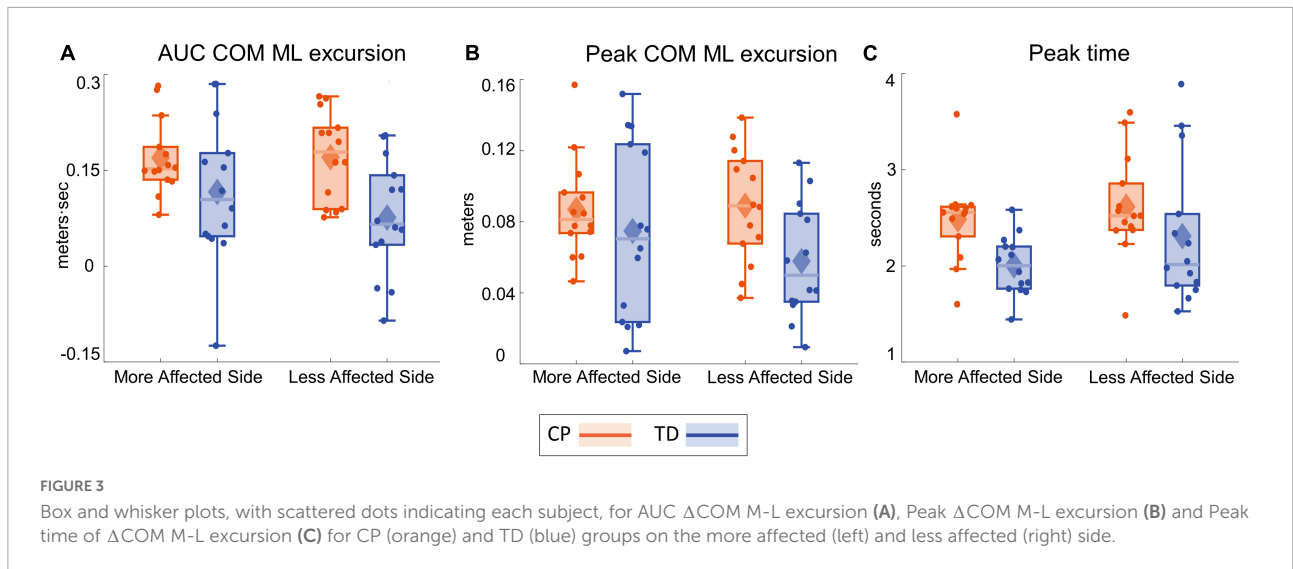 A
AUC COM ML excursion
meters·sec
0.3
0.15
0
-0.15
More Affected Side
Less Affected Side
B
Peak COM ML excursion
meters
0.16
0.12
0.08
0.04
0
More Affected Side
Less Affected Side
C
Peak time
seconds
4
3
2
1
More Affected Side
Less Affected Side
CP
TD
FIGURE 3
Box and whisker plots, with scattered dots indicating each subject, for AUC ΔCOM M-L excursion (A), Peak ΔCOM M-L excursion (B) and Peak
time of ΔCOM M-L excursion (C) for CP (orange) and TD (blue) groups on the more affected (left) and less affected (right) side.